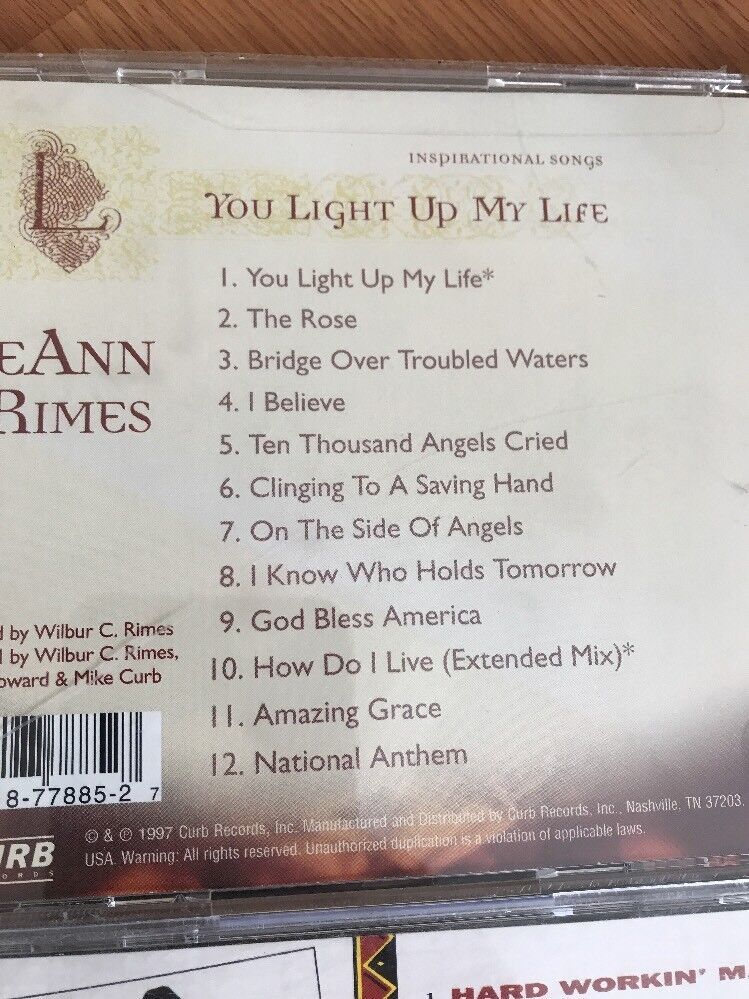 INSPIRATIONAL SONGS
L
YOU LIGHT UP MY LIFE
1. You Light Up My Life*
2. The Rose
3. Bridge Over Troubled Waters
4. I Believe
5. Ten Thousand Angels Cried
6. Clinging To A Saving Hand
7. On The Side Of Angels
8. I Know Who Holds Tomorrow
9. God Bless America
10. How Do I Live (Extended Mix)*
11. Amazing Grace
12. National Anthem
EANN
RIMES
d by Wilbur C. Rimes
l by Wilbur C. Rimes,
oward & Mike Curb
8-77885-2 7
URB
CORDS
© & ℗ 1997 Curb Records, Inc. Manufactured and Distributed by Curb Records, Inc., Nashville, TN 37203.
USA. Warning: All rights reserved. Unauthorized duplication is a violation of applicable laws.
1. HARD WORKIN' M